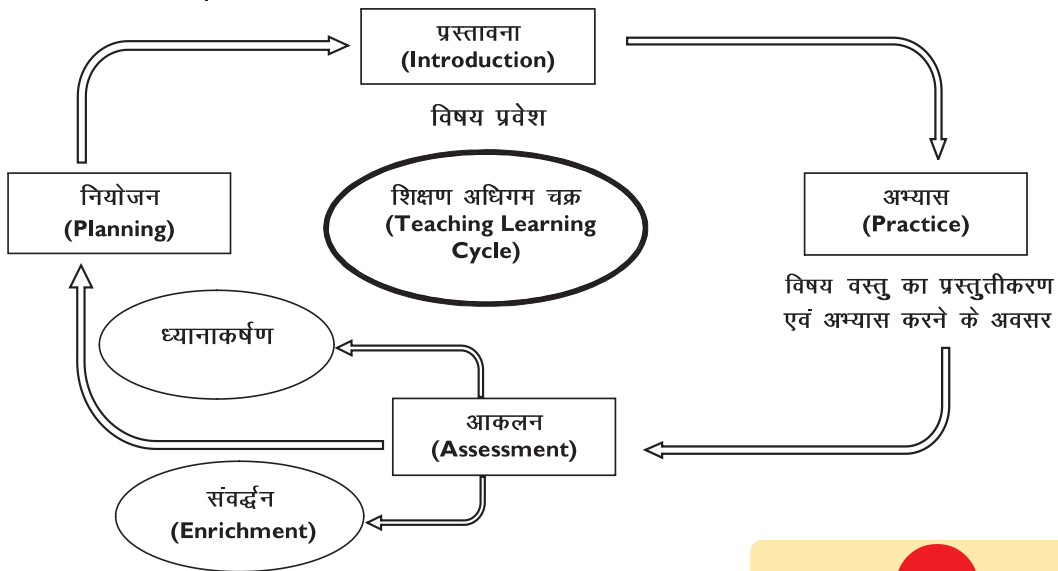 प्रस्तावना
(Introduction)
विषय प्रवेश
नियोजन
(Planning)
शिक्षण अधिगम चक्र
(Teaching Learning
Cycle)
अभ्यास
(Practice)
विषय वस्तु का प्रस्तुतीकरण
एवं अभ्यास करने के अवसर
ध्यानाकर्षण
आकलन
(Assessment)
संवर्द्धन
(Enrichment)